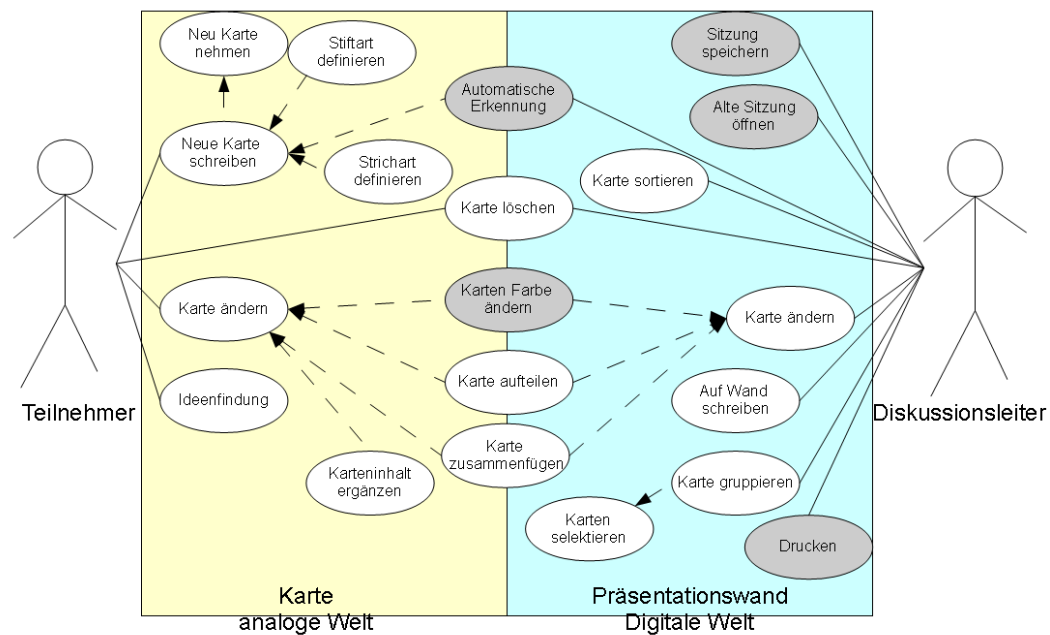 Neu Karte
nehmen
Stiftart
definieren
Sitzung
speichern
Automatische
Erkennung
Alte Sitzung
öffnen
Neue Karte
schreiben
Strichart
definieren
Karte sortieren
Karte löschen
Karten Farbe
ändern
Karte ändern
Karte ändern
Karte aufteilen
Ideenfindung
Auf Wand
schreiben
Teilnehmer
Diskussionsleiter
Karte
zusammenfügen
Karteninhalt
ergänzen
Karte gruppieren
Karten
selektieren
Drucken
Karte
analoge Welt
Präsentationswand
Digitale Welt